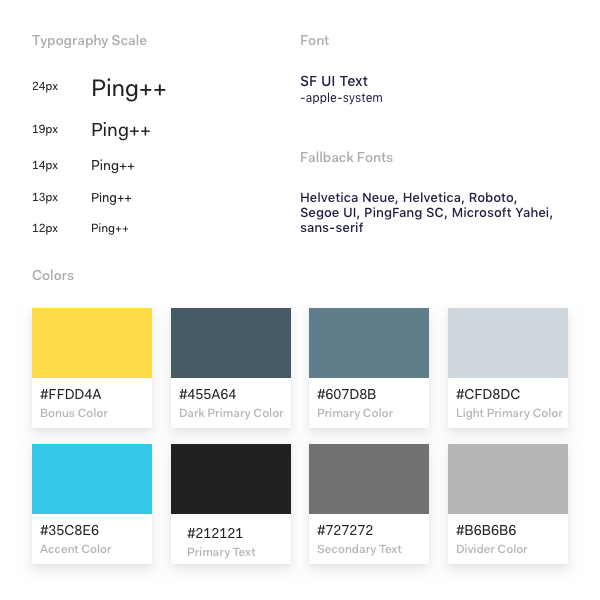 Typography Scale
24px Ping++
19px Ping++
14px Ping++
13px Ping++
12px Ping++
Font
SF UI Text
-apple-system
Fallback Fonts
Helvetica Neue, Helvetica, Roboto,
Segoe UI, PingFang SC, Microsoft Yahei,
sans-serif
Colors
#FFDD4A
Bonus Color
#455A64
Dark Primary Color
#607D8B
Primary Color
#CFD8DC
Light Primary Color
#35C8E6
Accent Color
#212121
Primary Text
#727272
Secondary Text
#B6B6B6
Divider Color